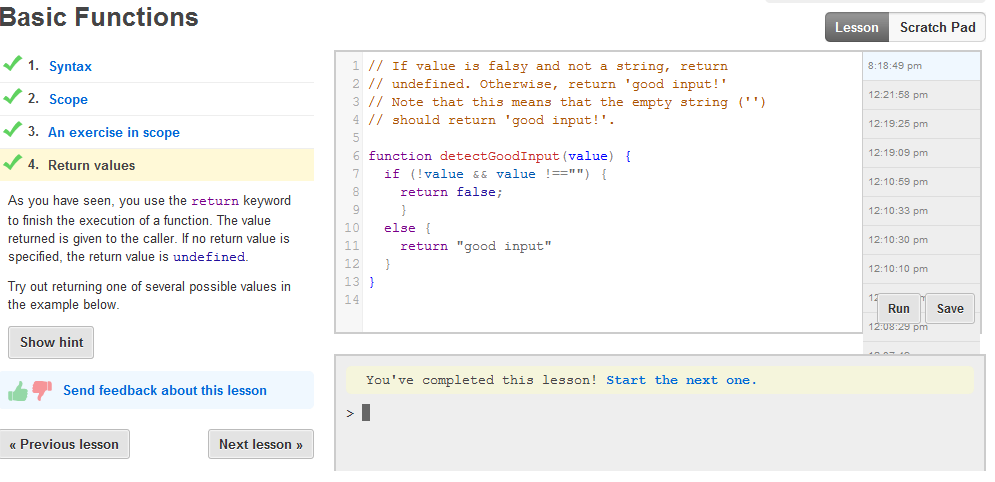 Basic Functions
Lesson Scratch Pad
1. Syntax
2. Scope
3. An exercise in scope
4. Return values
As you have seen, you use the return keyword
to finish the execution of a function. The value
returned is given to the caller. If no return value is
specified, the return value is undefined.
Try out returning one of several possible values in
the example below.
Show hint
Send feedback about this lesson
« Previous lesson Next lesson »
1 // If value is falsy and not a string, return
2 // undefined. Otherwise, return 'good input!'
3 // Note that this means that the empty string ('')
4 // should return 'good input!'.
5
6 function detectGoodInput(value) {
7 if (!value && value !=="") {
8 return false;
9 }
10 else {
11 return "good input"
12 }
13 }
14
8:18:49 pm
12:21:58 pm
12:19:25 pm
12:19:09 pm
12:10:59 pm
12:10:33 pm
12:10:30 pm
12:10:10 pm
Run Save
12:08:29 pm
You've completed this lesson! Start the next one.
>